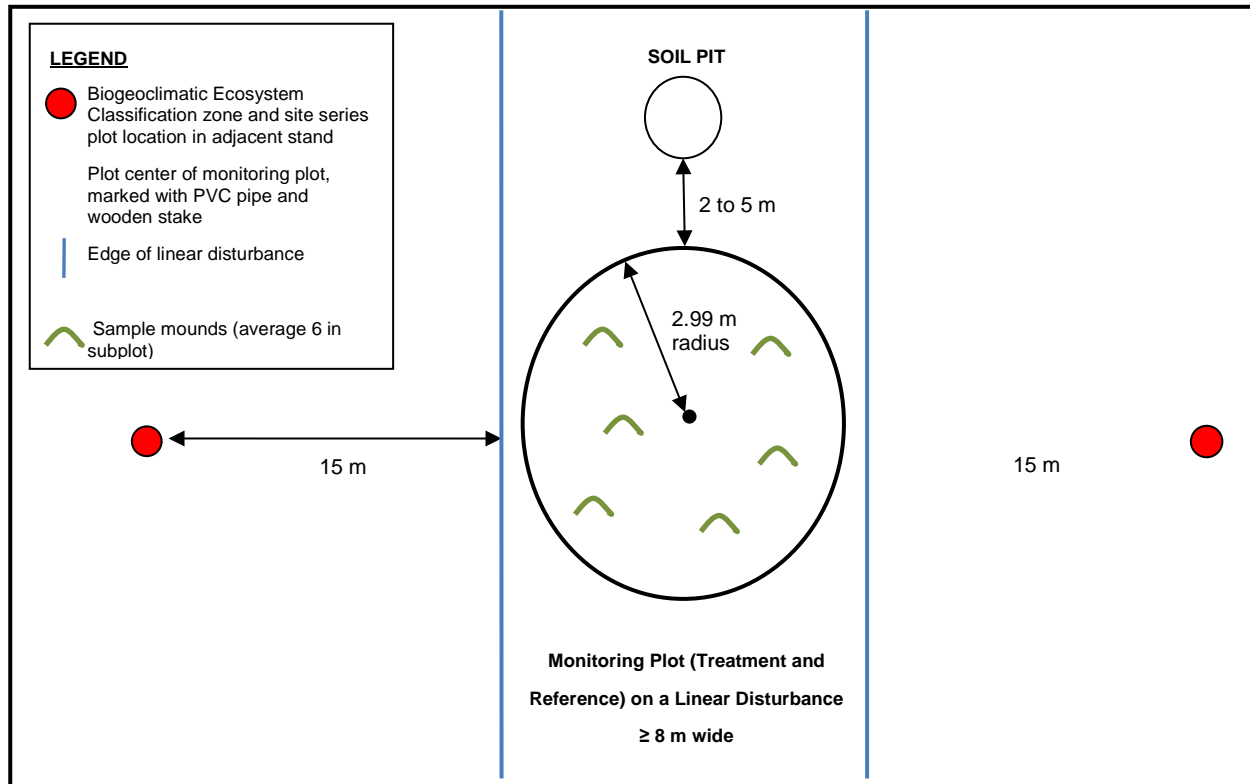 LEGEND
Biogeoclimatic Ecosystem
Classification zone and site series
plot location in adjacent stand
Plot center of monitoring plot,
marked with PVC pipe and
wooden stake
Edge of linear disturbance
Sample mounds (average 6 in
subplot)
SOIL PIT
2 to 5 m
2.99 m
radius
15 m
15 m
Monitoring Plot (Treatment and
Reference) on a Linear Disturbance
≥ 8 m wide